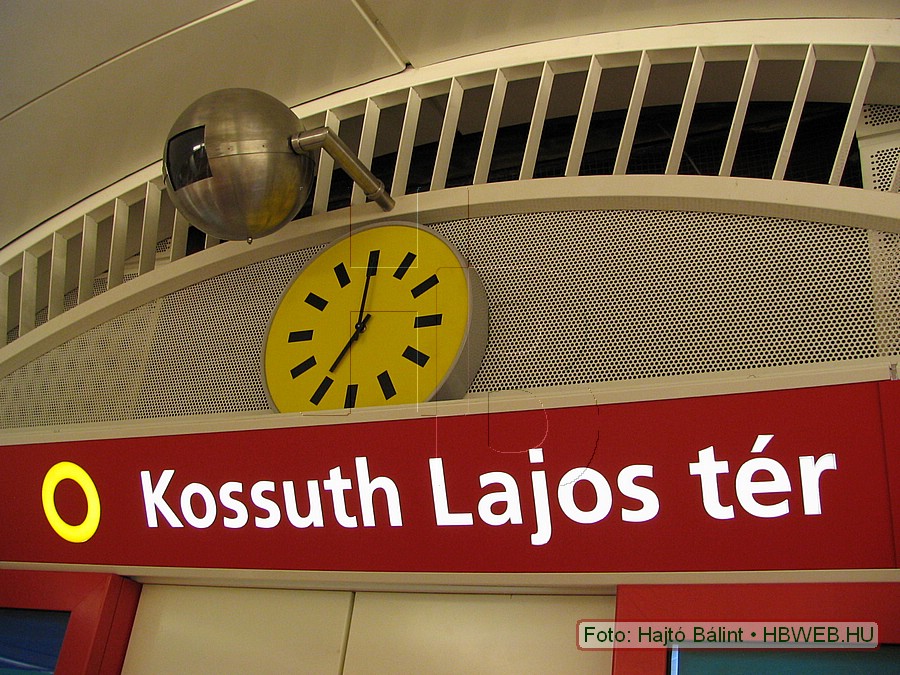 Kossuth Lajos tér
Foto: Hajtó Bálint • HBWEB.HU